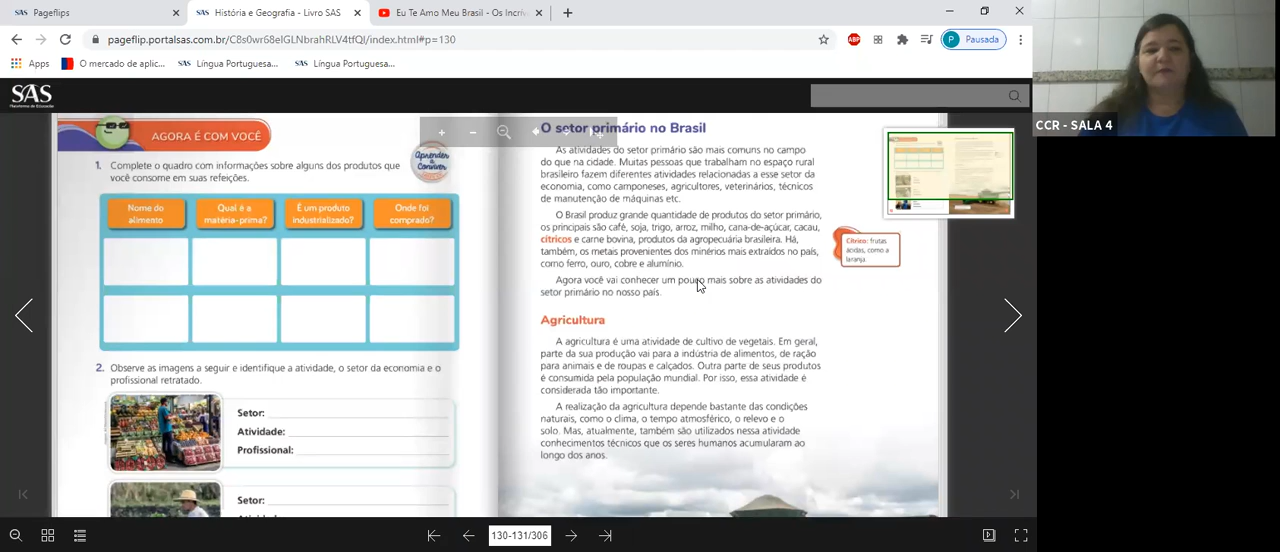 Pageflips
História e Geografia - Livro SAS
Eu Te Amo Meu Brasil - Os Incrív
pageflip.portalsas.com.br/C8s0wr68elGLNbrahRLV4tfQI/index.html#p=130
ABP
P
Pausada
Apps
O mercado de aplic...
SAS
Língua Portuguesa...
SAS
Língua Portuguesa...
SAS
Plataforma de Educação
CCR - SALA 4
AGORA É COM VOCÊ
Aprender a Conviver
1. Complete o quadro com informações sobre alguns dos produtos que
você consome em suas refeições.
Nome do alimento
Qual é a matéria-prima?
É um produto industrializado?
Onde foi comprado?
2. Observe as imagens a seguir e identifique a atividade, o setor da economia e o
profissional retratado.
Setor:
Atividade:
Profissional:
Setor:
O setor primário no Brasil
As atividades do setor primário são mais comuns no campo
do que na cidade. Muitas pessoas que trabalham no espaço rural
brasileiro fazem diferentes atividades relacionadas a esse setor da
economia, como camponeses, agricultores, veterinários, técnicos
de manutenção de máquinas etc.
O Brasil produz grande quantidade de produtos do setor primário,
os principais são café, soja, trigo, arroz, milho, cana-de-açúcar, cacau,
cítricos e carne bovina, produtos da agropecuária brasileira. Há,
também, os metais provenientes dos minérios mais extraídos no país,
como ferro, ouro, cobre e alumínio.
Agora você vai conhecer um pouco mais sobre as atividades do
setor primário no nosso país.
Cítrico: frutas
ácidas, como a
laranja
Agricultura
A agricultura é uma atividade de cultivo de vegetais. Em geral,
parte da sua produção vai para a indústria de alimentos, de ração
para animais e de roupas e calçados. Outra parte de seus produtos
é consumida pela população mundial. Por isso, essa atividade é
considerada tão importante.
A realização da agricultura depende bastante das condições
naturais, como o clima, o tempo atmosférico, o relevo e o
solo. Mas, atualmente, também são utilizados nessa atividade
conhecimentos técnicos que os seres humanos acumularam ao
longo dos anos.
130-131/306